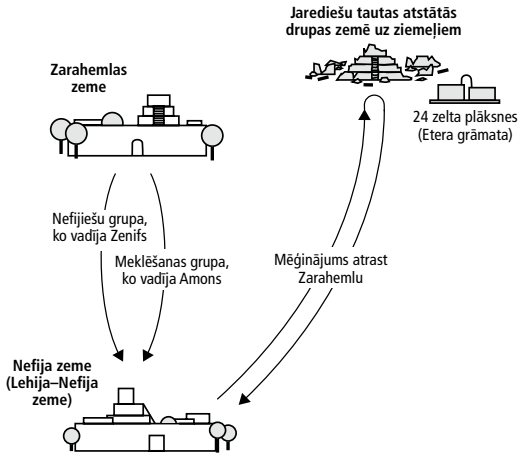 Jarediešu tautas atstātās
drupas zemē uz ziemeļiem
Zarahemlas
zeme
24 zelta plāksnes
(Etera grāmata)
Nefijiešu grupa,
ko vadīja Zenifs
Meklēšanas grupa,
ko vadīja Amons
Mēģinājums atrast
Zarahemlu
Nefija zeme
(Lehija–Nefija
zeme)